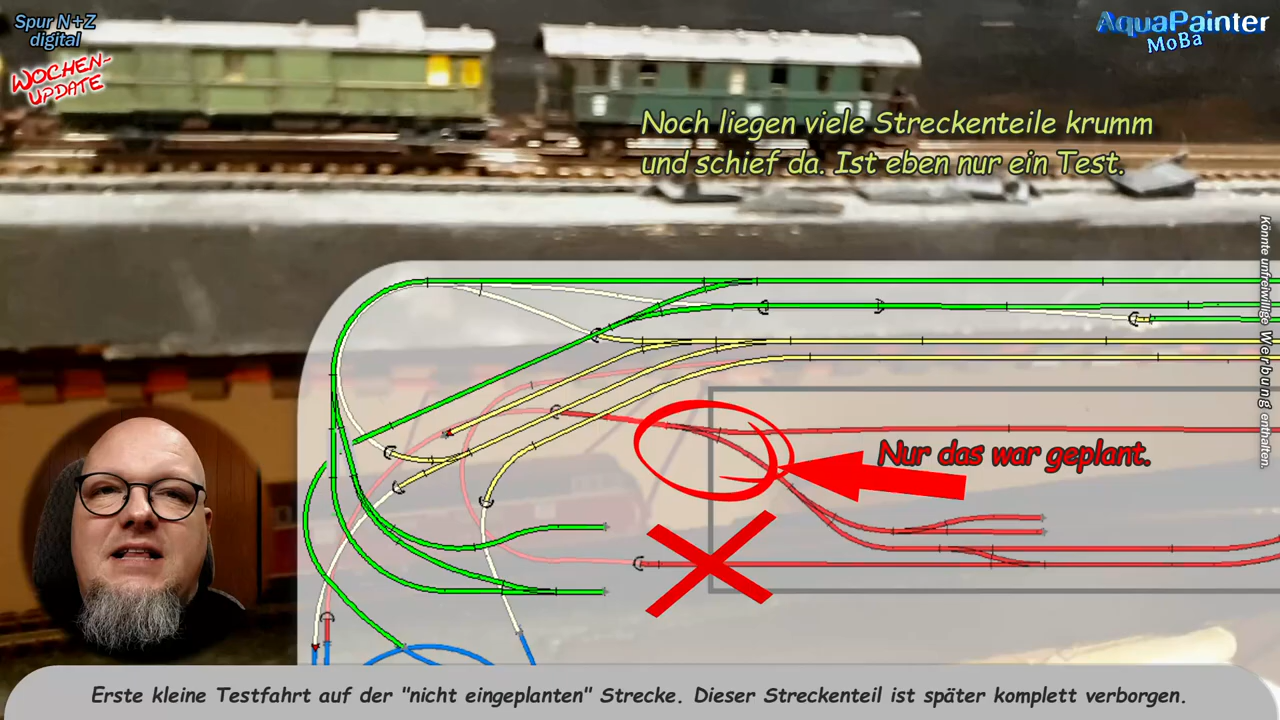 Spur N+Z
digital
WOCHEN-
UPDATE
AquaPainter
MoBa
Noch liegen viele Streckenteile krumm
und schief da. Ist eben nur ein Test.
Könnte unfreiwillige Werbung enthalten.
Nur das war geplant.
Erste kleine Testfahrt auf der "nicht eingeplanten" Strecke. Dieser Streckenteil ist später komplett verborgen.